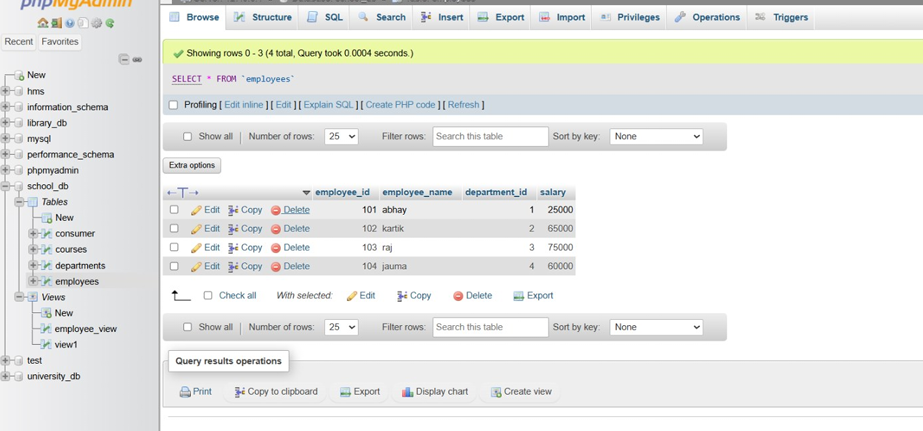 phpMyAdmin
Browse Structure SQL Search Insert Export Import Privileges Operations Triggers
Recent Favorites
Showing rows 0 - 3 (4 total, Query took 0.0004 seconds.)
SELECT * FROM `employees`
Profiling [ Edit inline ] [ Edit ] [ Explain SQL ] [ Create PHP code ] [ Refresh ]
Show all Number of rows: 25 Filter rows: Search this table Sort by key: None
Extra options
employee_id employee_name department_id salary
Edit Copy Delete 101 abhay 1 25000
Edit Copy Delete 102 kartik 2 65000
Edit Copy Delete 103 raj 3 75000
Edit Copy Delete 104 jauma 4 60000
Check all With selected: Edit Copy Delete Export
Show all Number of rows: 25 Filter rows: Search this table Sort by key: None
Query results operations
Print Copy to clipboard Export Display chart Create view
New
hms
information_schema
library_db
mysql
performance_schema
phpmyadmin
school_db
Tables
New
consumer
courses
departments
employees
Views
New
employee_view
view1
test
university_db